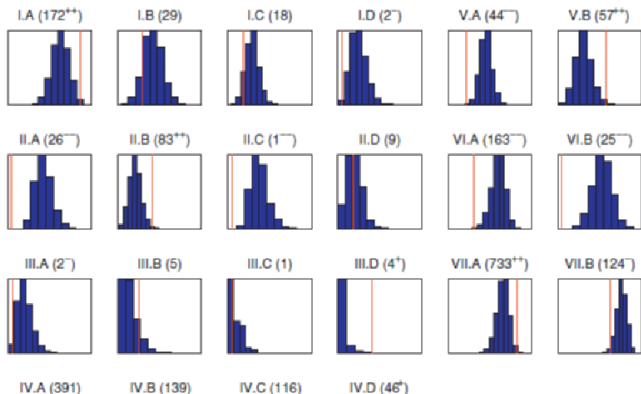 I.A (172⁺⁺) I.B (29) I.C (18) I.D (2⁻) V.A (44⁻⁻) V.B (57⁺⁺)
II.A (26⁻⁻) II.B (83⁺⁺) II.C (1⁻⁻) II.D (9) VI.A (163⁻⁻) VI.B (25⁻⁻)
III.A (2⁻) III.B (5) III.C (1) III.D (4⁺) VII.A (733⁺⁺) VII.B (124⁻)
IV.A (391) IV.B (139) IV.C (116) IV.D (46⁺)